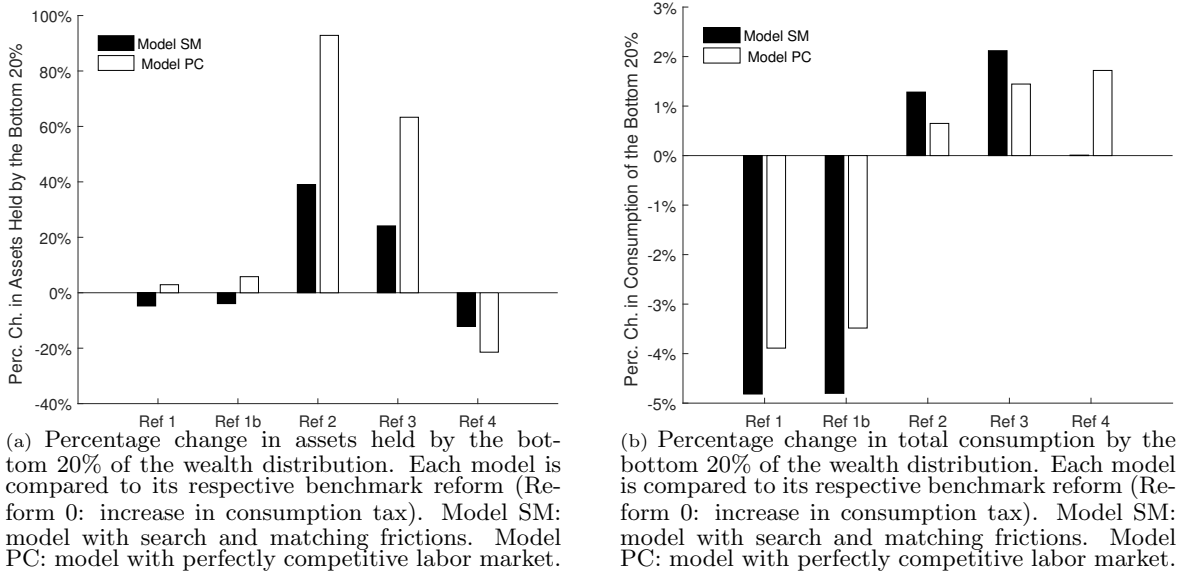 Perc. Ch. in Assets Held by the Bottom 20%
100%
80%
60%
40%
20%
0%
-20%
-40%
Model SM
Model PC
Ref 1
Ref 1b
Ref 2
Ref 3
Ref 4
(a) Percentage change in assets held by the bot-
tom 20% of the wealth distribution. Each model is
compared to its respective benchmark reform (Re-
form 0: increase in consumption tax). Model SM:
model with search and matching frictions. Model
PC: model with perfectly competitive labor market.
Perc. Ch. in Consumption of the Bottom 20%
3%
2%
1%
0%
-1%
-2%
-3%
-4%
-5%
Model SM
Model PC
Ref 1
Ref 1b
Ref 2
Ref 3
Ref 4
(b) Percentage change in total consumption by the
bottom 20% of the wealth distribution. Each model
is compared to its respective benchmark reform (Re-
form 0: increase in consumption tax). Model SM:
model with search and matching frictions. Model
PC: model with perfectly competitive labor market.